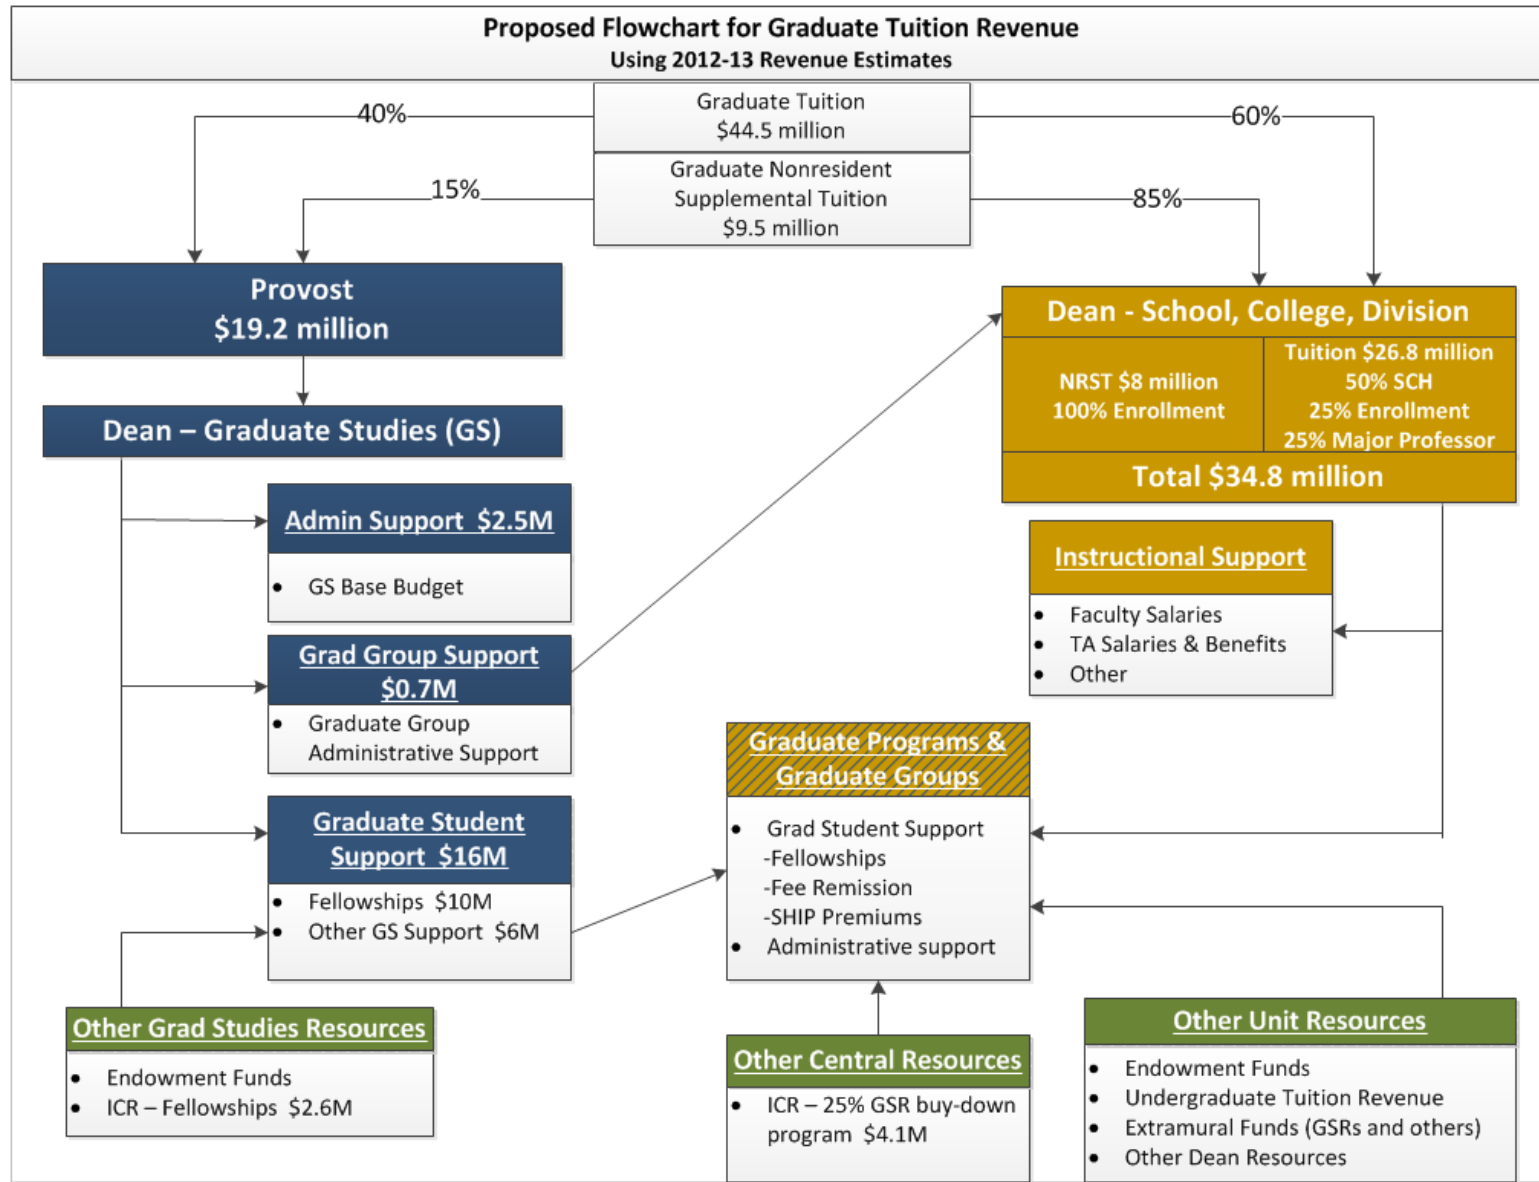 Proposed Flowchart for Graduate Tuition Revenue
Using 2012-13 Revenue Estimates
Graduate Tuition
$44.5 million
40%
60%
Graduate Nonresident
Supplemental Tuition
$9.5 million
15%
85%
Provost
$19.2 million
Dean – Graduate Studies (GS)
Admin Support $2.5M
• GS Base Budget
Grad Group Support
$0.7M
• Graduate Group
Administrative Support
Graduate Student
Support $16M
• Fellowships $10M
• Other GS Support $6M
Other Grad Studies Resources
• Endowment Funds
• ICR – Fellowships $2.6M
Dean - School, College, Division
NRST $8 million
100% Enrollment
Tuition $26.8 million
50% SCH
25% Enrollment
25% Major Professor
Total $34.8 million
Instructional Support
• Faculty Salaries
• TA Salaries & Benefits
• Other
Graduate Programs &
Graduate Groups
• Grad Student Support
-Fellowships
-Fee Remission
-SHIP Premiums
• Administrative support
Other Central Resources
• ICR – 25% GSR buy-down
program $4.1M
Other Unit Resources
• Endowment Funds
• Undergraduate Tuition Revenue
• Extramural Funds (GSRs and others)
• Other Dean Resources